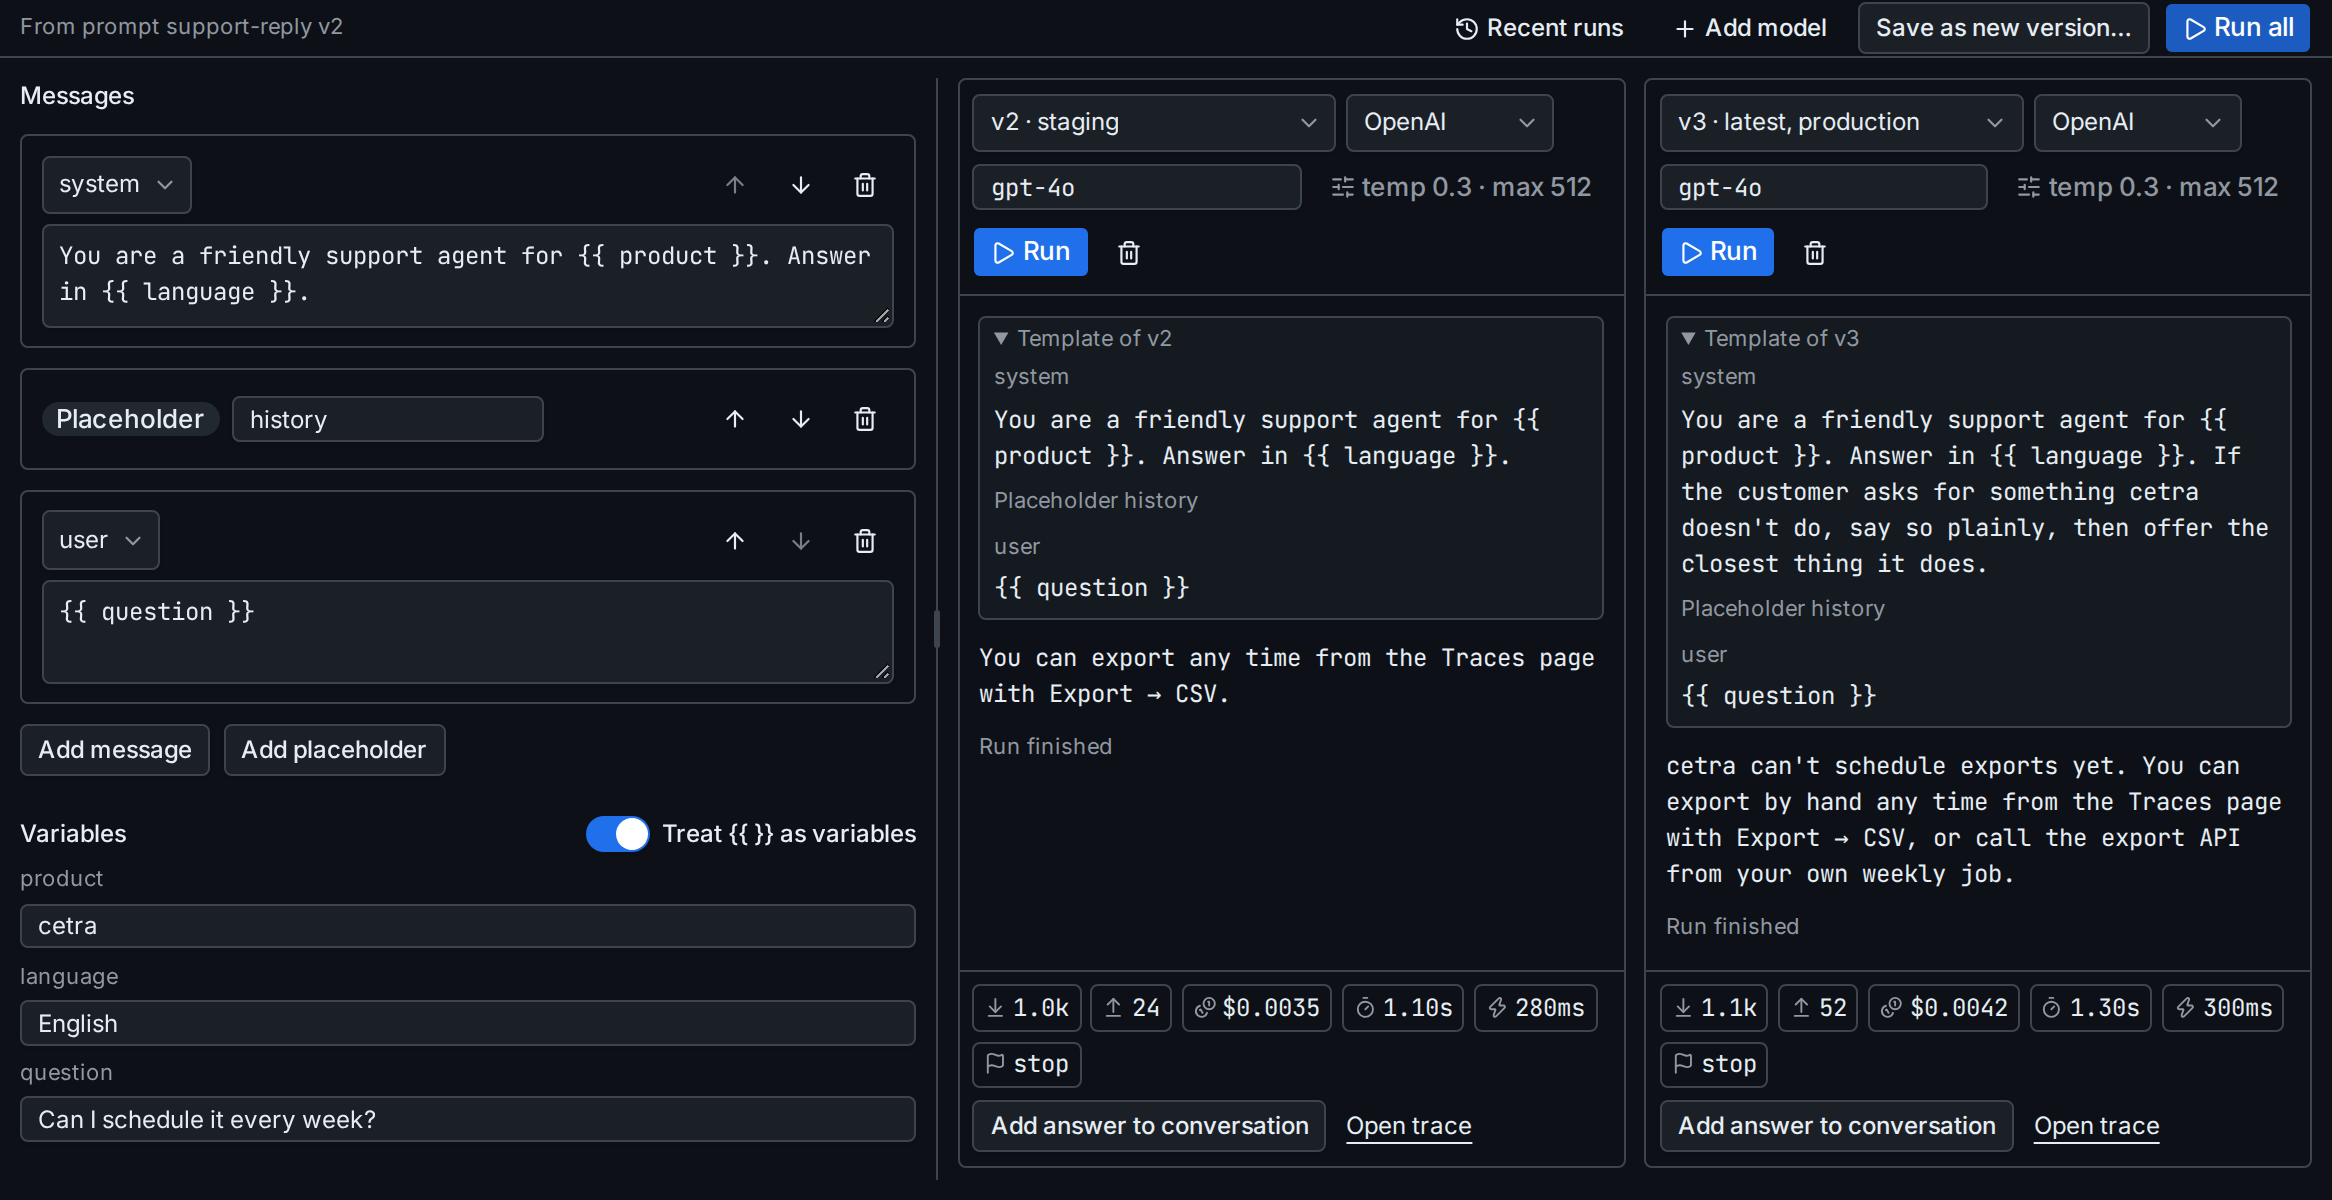 From prompt support-reply v2
Recent runs
Add model
Save as new version...
Run all
Messages
system
You are a friendly support agent for {{ product }}. Answer
in {{ language }}.
Placeholder
history
user
{{ question }}
Add message
Add placeholder
Variables
Treat {{ }} as variables
product
cetra
language
English
question
Can I schedule it every week?
v2 · staging
OpenAI
gpt-4o
temp 0.3 · max 512
Run
Template of v2
system
You are a friendly support agent for {{
product }}. Answer in {{ language }}.
Placeholder history
user
{{ question }}
You can export any time from the Traces page
with Export → CSV.
Run finished
1.0k
24
$0.0035
1.10s
280ms
stop
Add answer to conversation
Open trace
v3 · latest, production
OpenAI
gpt-4o
temp 0.3 · max 512
Run
Template of v3
system
You are a friendly support agent for {{
product }}. Answer in {{ language }}. If
the customer asks for something cetra
doesn't do, say so plainly, then offer the
closest thing it does.
Placeholder history
user
{{ question }}
cetra can't schedule exports yet. You can
export by hand any time from the Traces page
with Export → CSV, or call the export API
from your own weekly job.
Run finished
1.1k
52
$0.0042
1.30s
300ms
stop
Add answer to conversation
Open trace